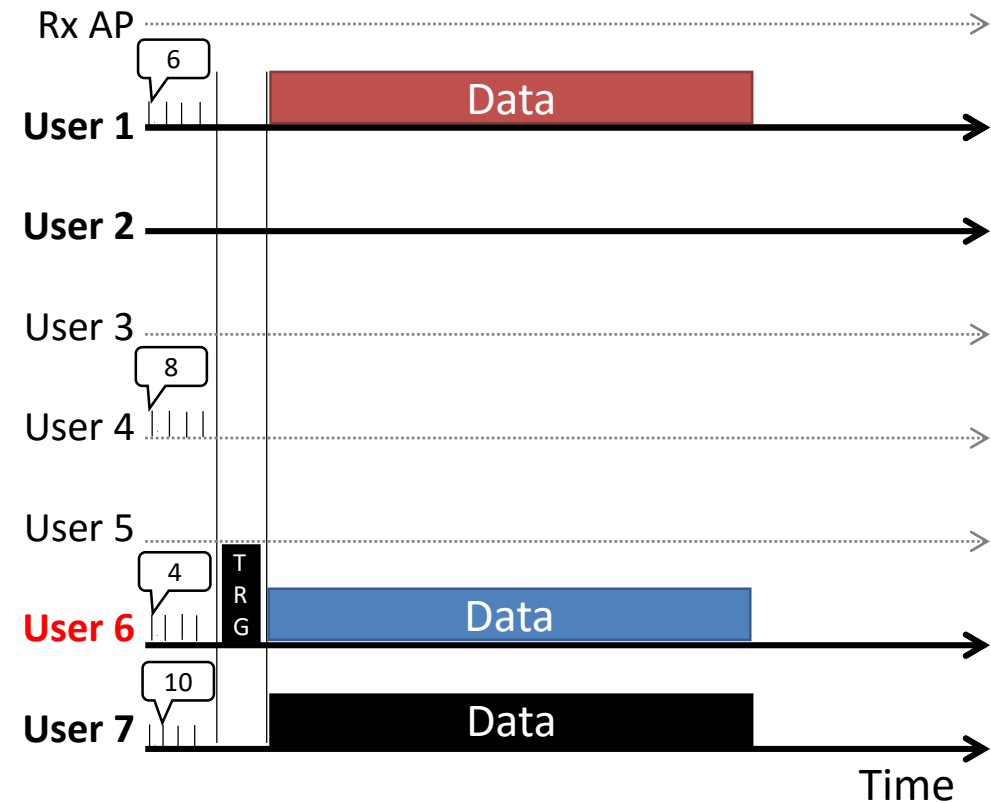 Rx AP
6
User 1
Data
User 2
User 3
8
User 4
User 5
4
T
R
G
User 6
Data
10
User 7
Data
Time